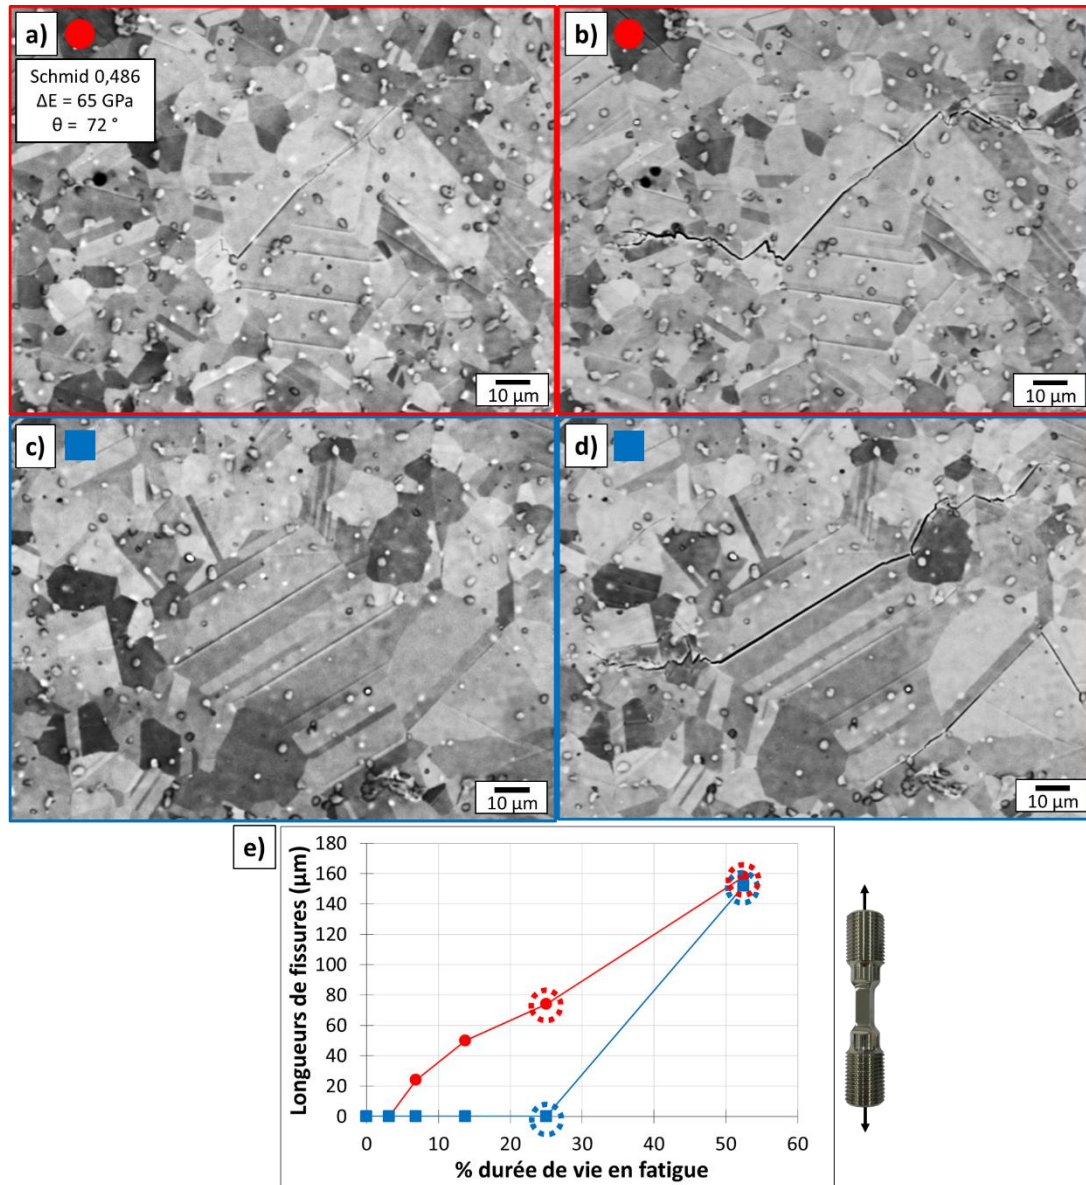 a)
Schmid 0,486
ΔE = 65 GPa
θ = 72 °
10 µm
b)
10 µm
c)
10 µm
d)
10 µm
e)
Longueurs de fissures (µm)
180
160
140
120
100
80
60
40
20
0
0 10 20 30 40 50 60
% durée de vie en fatigue